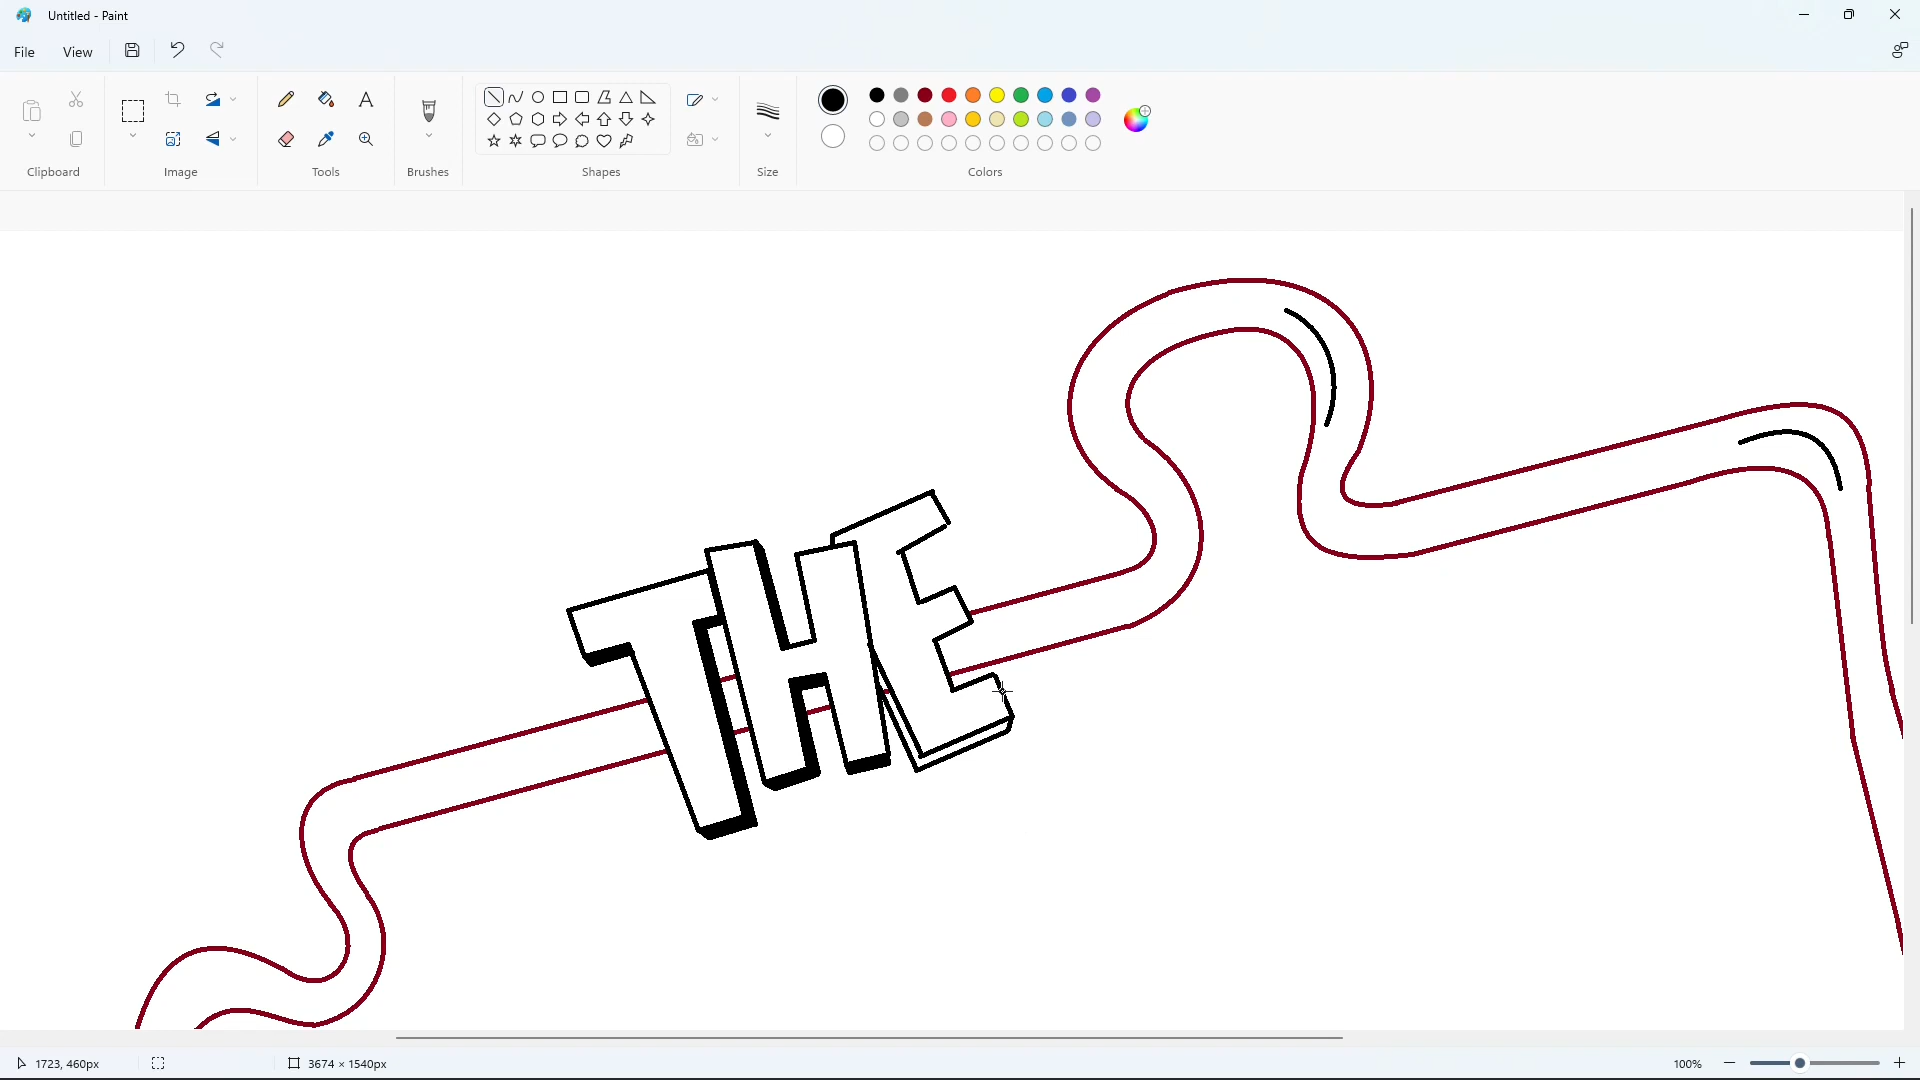 Untitled - Paint
File View
Clipboard Image Tools Brushes Shapes Size Colors
THE
1723, 460px 3674 × 1540px 100%